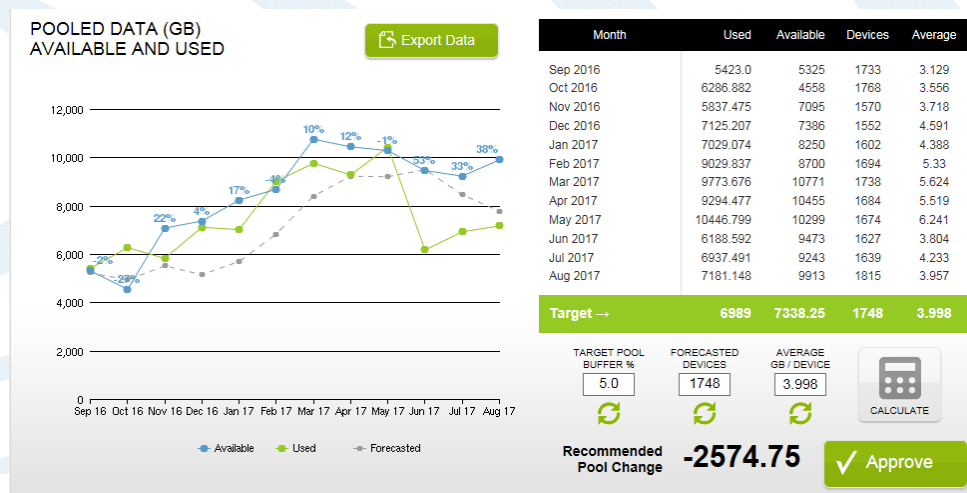 POOLED DATA (GB)
AVAILABLE AND USED
Export Data
12,000
10,000
8,000
6,000
4,000
2,000
0
-2%
-27%
22%
4%
17%
-4%
10%
12%
-1%
53%
33%
38%
Sep 16 Oct 16 Nov 16 Dec 16 Jan 17 Feb 17 Mar 17 Apr 17 May 17 Jun 17 Jul 17 Aug 17
Available Used Forecasted
Month Used Available Devices Average
Sep 2016 5423.0 5325 1733 3.129
Oct 2016 6286.882 4558 1768 3.556
Nov 2016 5837.475 7095 1570 3.718
Dec 2016 7125.207 7386 1552 4.591
Jan 2017 7029.074 8250 1602 4.388
Feb 2017 9029.837 8700 1694 5.33
Mar 2017 9773.676 10771 1738 5.624
Apr 2017 9294.477 10455 1684 5.519
May 2017 10446.799 10299 1674 6.241
Jun 2017 6188.592 9473 1627 3.804
Jul 2017 6937.491 9243 1639 4.233
Aug 2017 7181.148 9913 1815 3.957
Target → 6989 7338.25 1748 3.998
TARGET POOL
BUFFER %
5.0
FORECASTED
DEVICES
1748
AVERAGE
GB / DEVICE
3.998
CALCULATE
Recommended
Pool Change
-2574.75
Approve